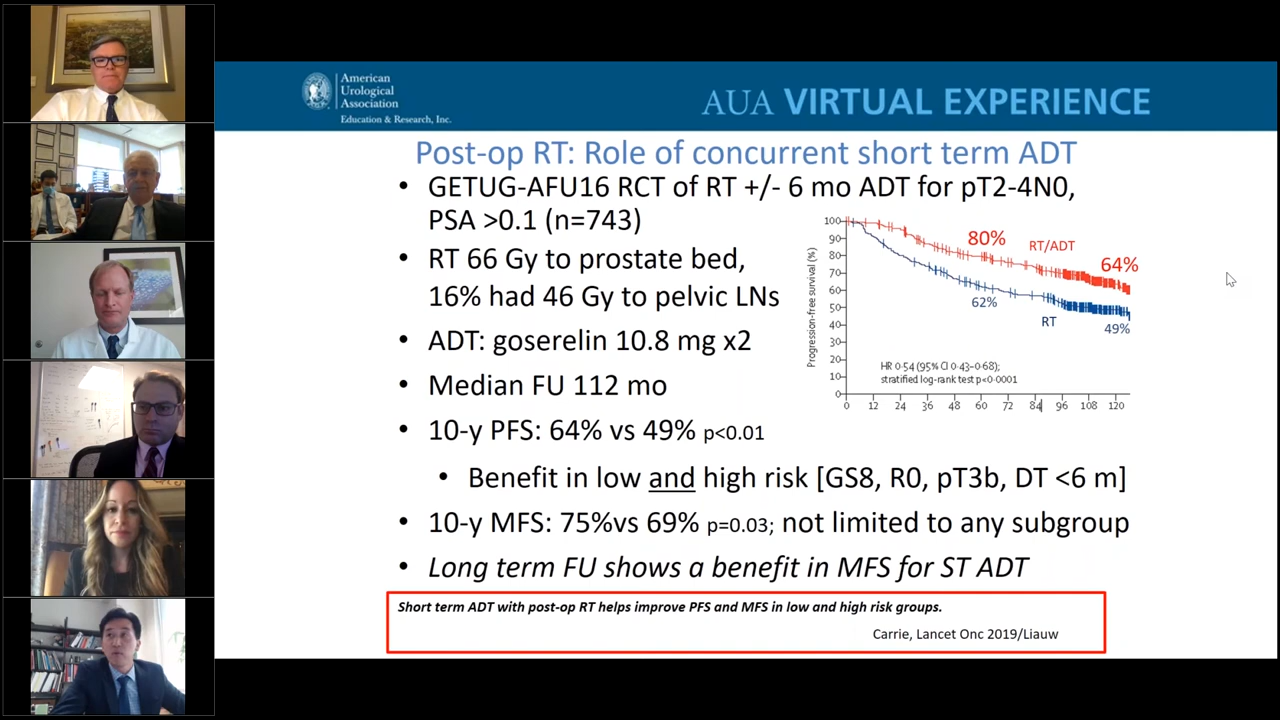 American
Urological
Association
Education & Research, Inc.
AUA VIRTUAL EXPERIENCE
Post-op RT: Role of concurrent short term ADT
• GETUG-AFU16 RCT of RT +/- 6 mo ADT for pT2-4N0,
PSA >0.1 (n=743)
• RT 66 Gy to prostate bed,
16% had 46 Gy to pelvic LNs
• ADT: goserelin 10.8 mg x2
• Median FU 112 mo
• 10-y PFS: 64% vs 49% p<0.01
• Benefit in low and high risk [GS8, R0, pT3b, DT <6 m]
• 10-y MFS: 75%vs 69% p=0.03; not limited to any subgroup
• Long term FU shows a benefit in MFS for ST ADT
Progression-free survival (%)
100
90
80
70
60
50
40
30
20
10
0
80%
RT/ADT
64%
62%
RT
49%
HR 0·54 (95% CI 0·43–0·68);
stratified log-rank test p<0·0001
0 12 24 36 48 60 72 84 96 108 120
Short term ADT with post-op RT helps improve PFS and MFS in low and high risk groups.
Carrie, Lancet Onc 2019/Liauw